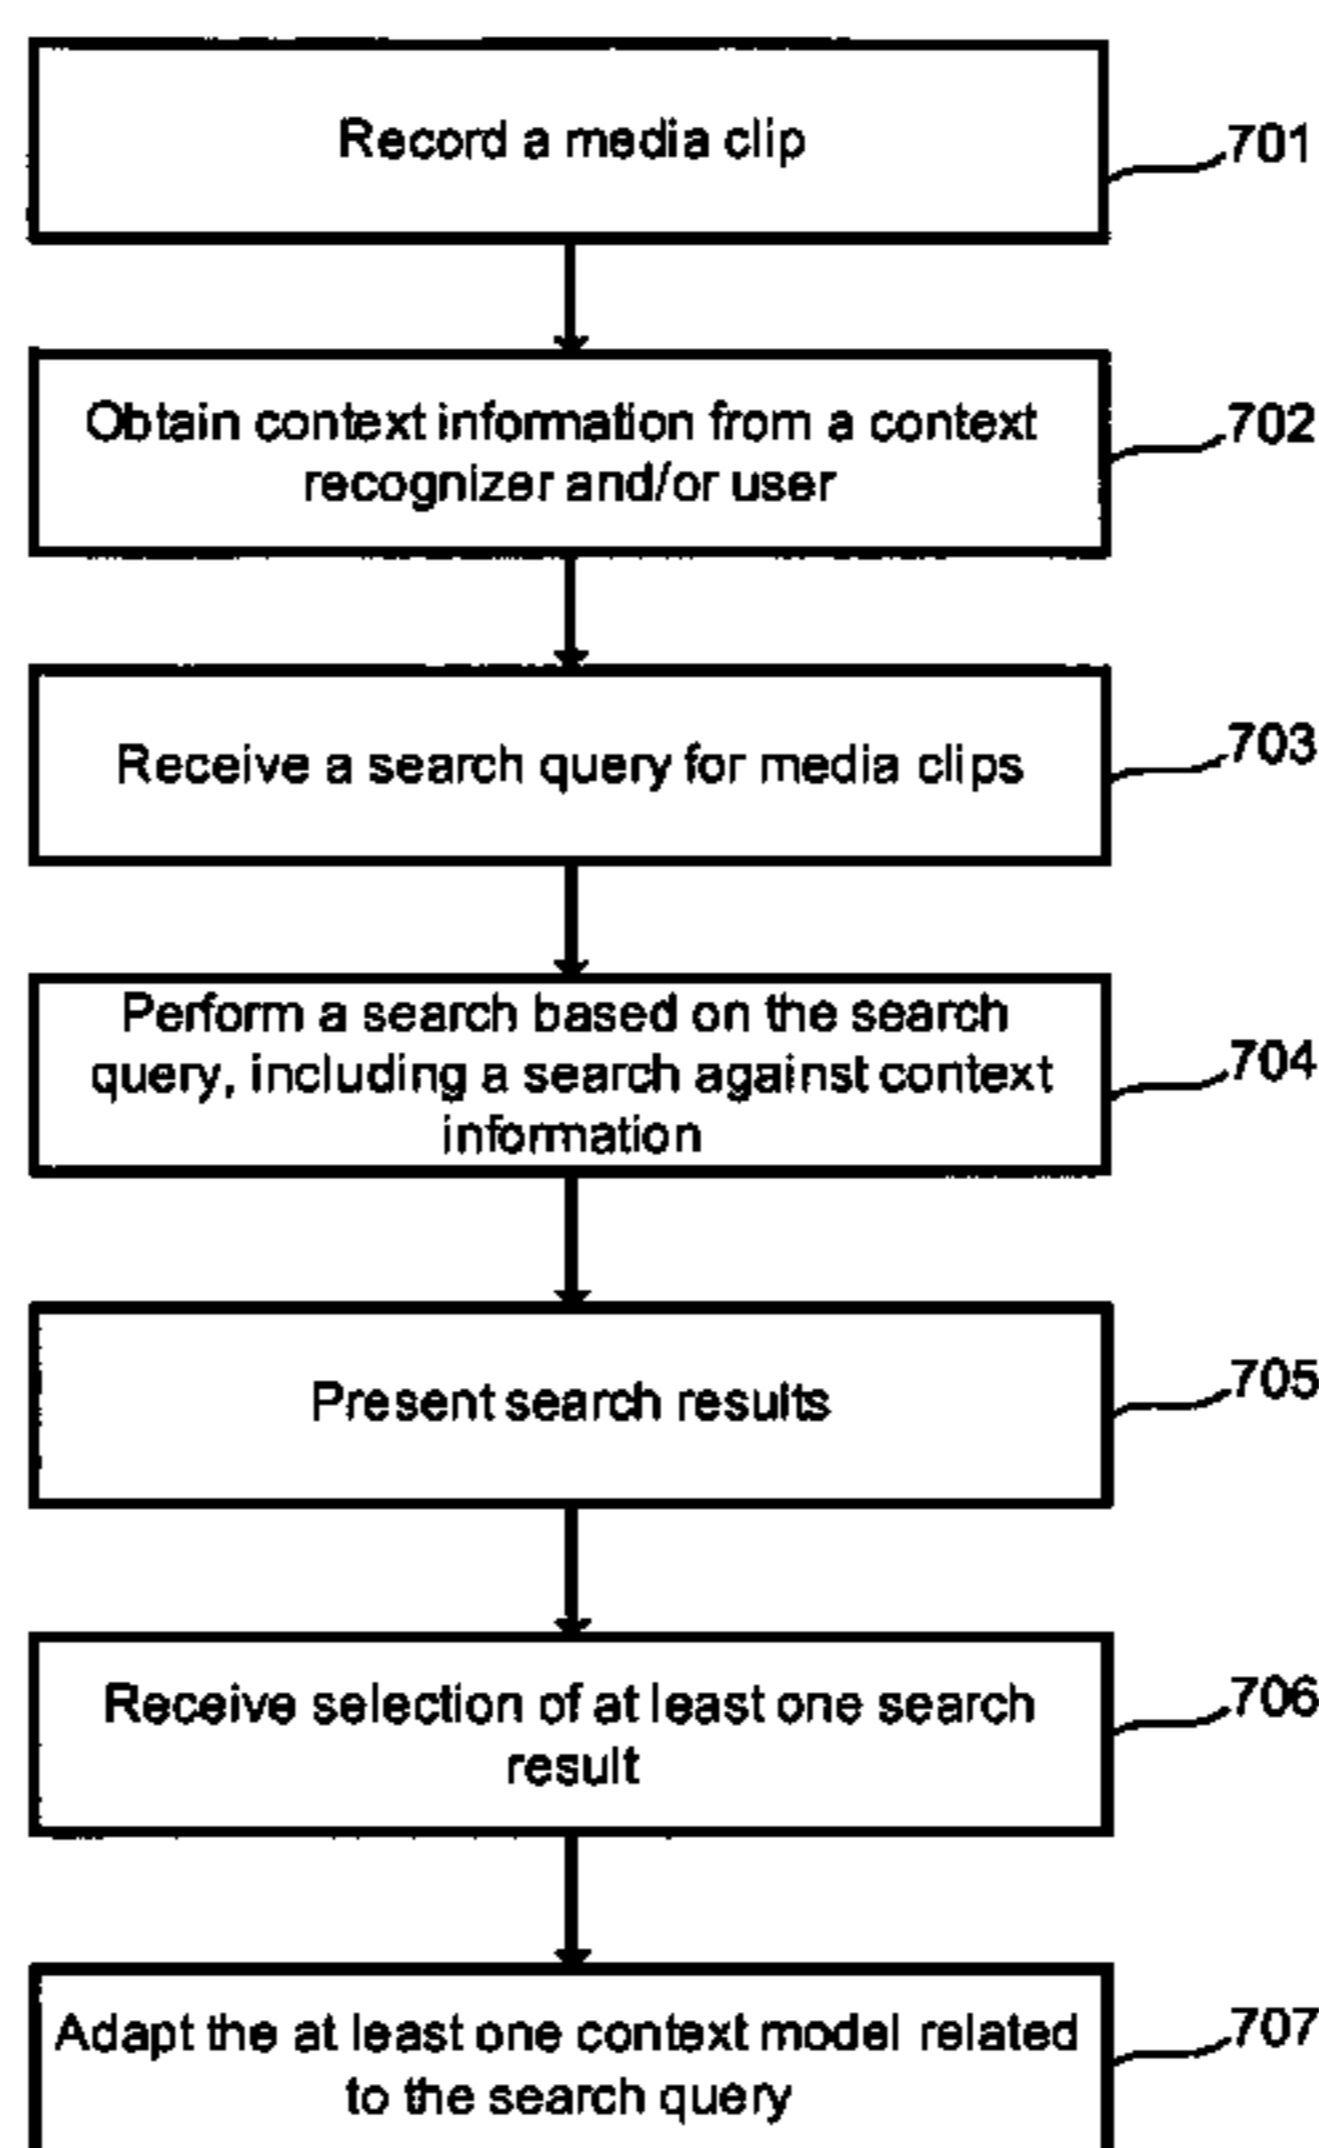 Record a media clip
701
Obtain context information from a context
recognizer and/or user
702
Receive a search query for media clips
703
Perform a search based on the search
query, including a search against context
information
704
Present search results
705
Receive selection of at least one search
result
706
Adapt the at least one context model related
to the search query
707